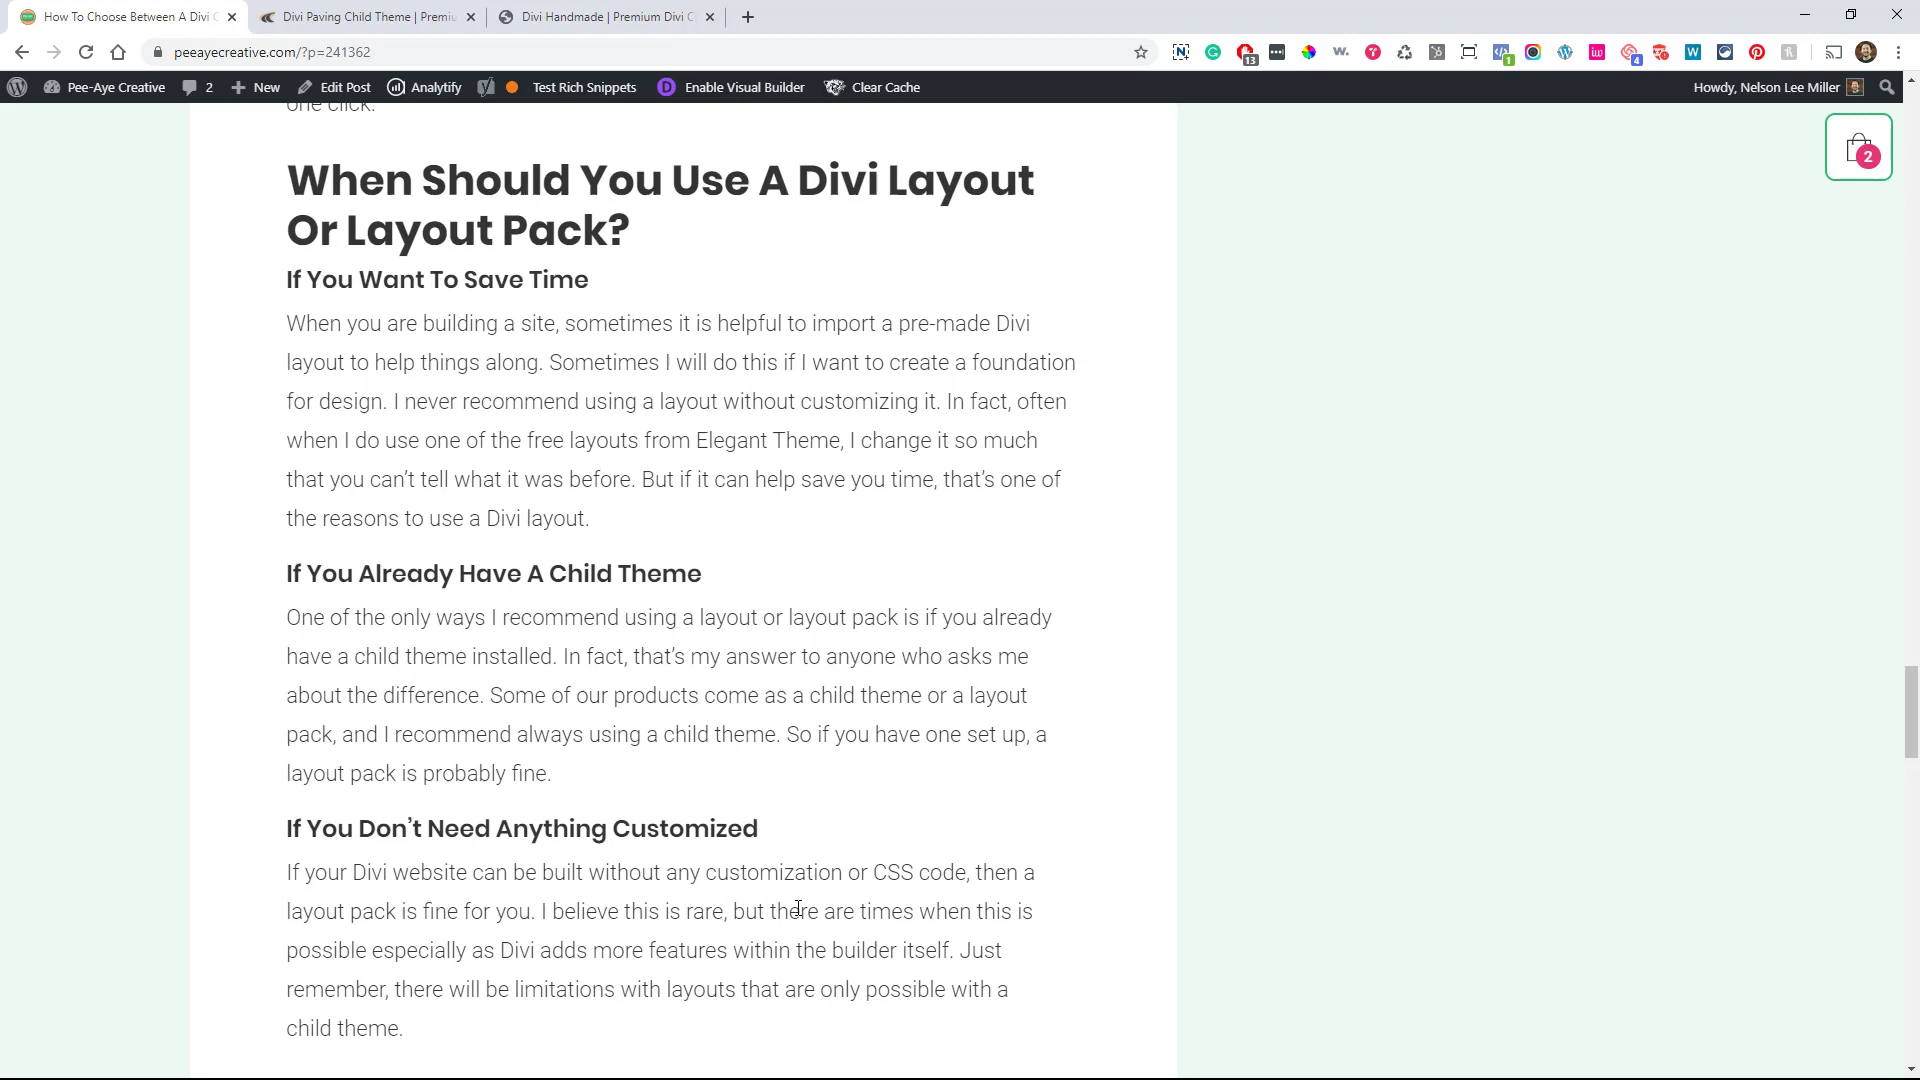 How To Choose Between A Divi C
Divi Paving Child Theme | Premiu
Divi Handmade | Premium Divi C
peeayecreative.com/?p=241362
13
1
4
Pee-Aye Creative
2
New
Edit Post
Analytify
Test Rich Snippets
Enable Visual Builder
Clear Cache
Howdy, Nelson Lee Miller
2
one click.
When Should You Use A Divi Layout
Or Layout Pack?
If You Want To Save Time
When you are building a site, sometimes it is helpful to import a pre-made Divi
layout to help things along. Sometimes I will do this if I want to create a foundation
for design. I never recommend using a layout without customizing it. In fact, often
when I do use one of the free layouts from Elegant Theme, I change it so much
that you can’t tell what it was before. But if it can help save you time, that’s one of
the reasons to use a Divi layout.
If You Already Have A Child Theme
One of the only ways I recommend using a layout or layout pack is if you already
have a child theme installed. In fact, that’s my answer to anyone who asks me
about the difference. Some of our products come as a child theme or a layout
pack, and I recommend always using a child theme. So if you have one set up, a
layout pack is probably fine.
If You Don’t Need Anything Customized
If your Divi website can be built without any customization or CSS code, then a
layout pack is fine for you. I believe this is rare, but there are times when this is
possible especially as Divi adds more features within the builder itself. Just
remember, there will be limitations with layouts that are only possible with a
child theme.